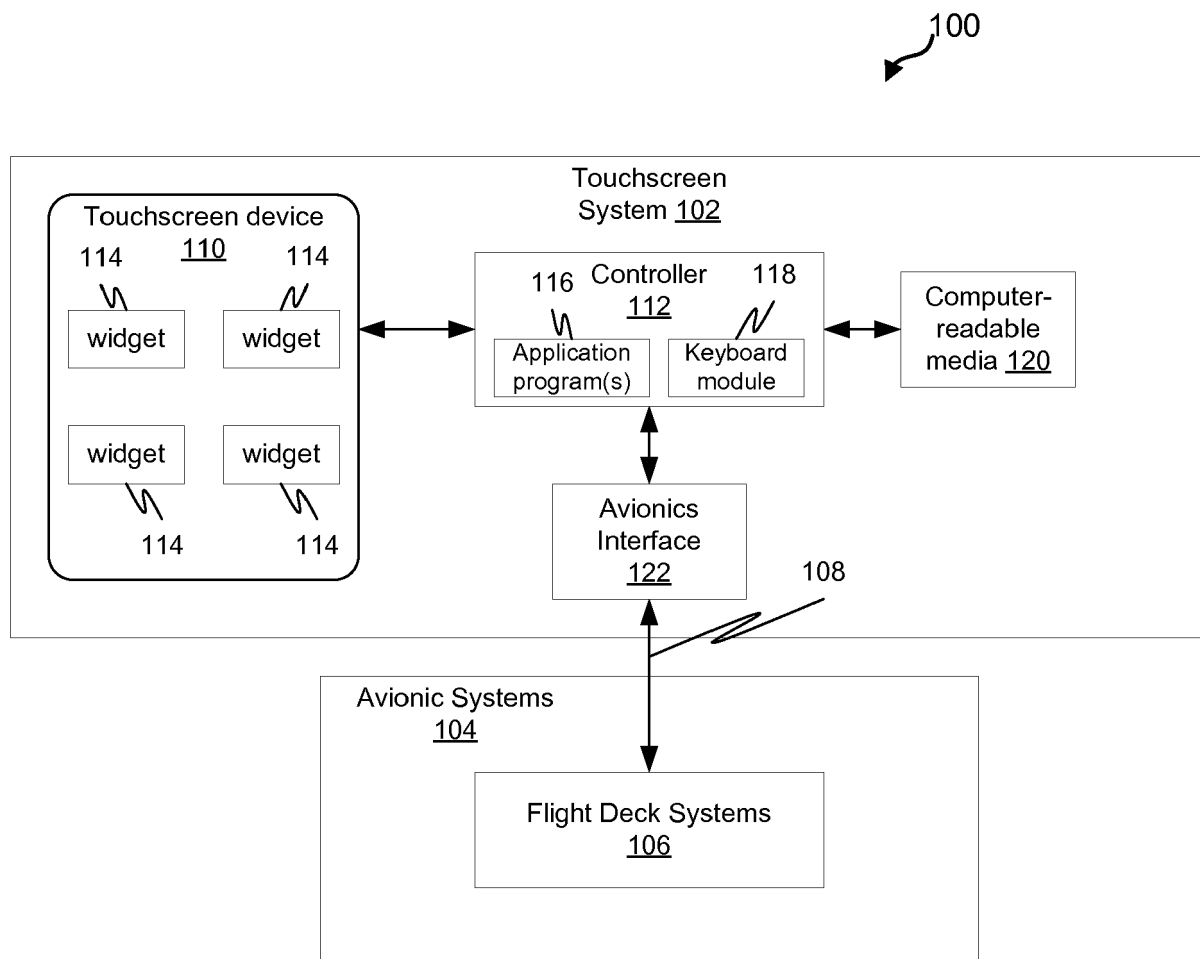 100
Touchscreen
System 102
Touchscreen device
110
114
114
widget
widget
widget
widget
114
114
Controller
112
116
118
Application
program(s)
Keyboard
module
Computer-
readable
media 120
Avionics
Interface
122
108
Avionic Systems
104
Flight Deck Systems
106